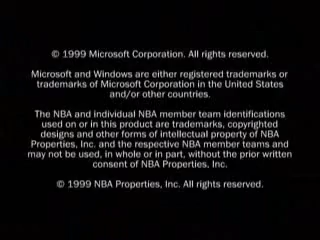 © 1999 Microsoft Corporation. All rights reserved.
Microsoft and Windows are either registered trademarks or
trademarks of Microsoft Corporation in the United States
and/or other countries.
The NBA and individual NBA member team identifications
used on or in this product are trademarks, copyrighted
designs and other forms of intellectual property of NBA
Properties, Inc. and the respective NBA member teams and
may not be used, in whole or part, without the prior written
consent of NBA Properties, Inc.
© 1999 NBA Properties, Inc. All rights reserved.